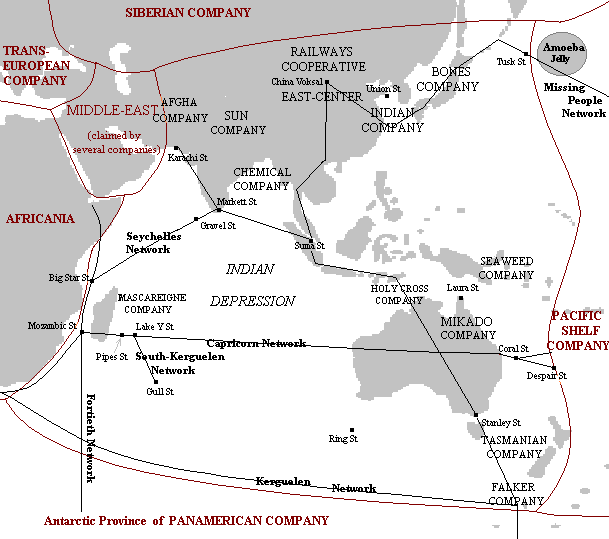 SIBERIAN COMPANY
TRANS-
EUROPEAN
COMPANY
RAILWAYS
COOPERATIVE
China Voksal
EAST-CENTER
Union St.
BONES
COMPANY
Tusk St.
Amoeba
Jelly
Missing
People
Network
MIDDLE-EAST
(claimed by
several companies)
AFGHA
COMPANY
SUN
COMPANY
INDIAN
COMPANY
Karachi St.
CHEMICAL
COMPANY
Markett St.
Gravel St.
AFRICANIA
Seychelles
Network
Suma St.
Big Star St.
INDIAN
DEPRESSION
SEAWEED
COMPANY
HOLY CROSS
COMPANY
Laura St.
MASCAREIGNE
COMPANY
MIKADO
COMPANY
PACIFIC
SHELF
COMPANY
Mozambic St.
Lake Y St.
Pipes St.
Capricorn Network
Coral St.
Despair St.
South-Kerguelen
Network
Gull St.
Fortieth Network
Ring St.
Stanley St.
TASMANIAN
COMPANY
Kerguelen Network
FALKER
COMPANY
Antarctic Province of PANAMERICAN COMPANY